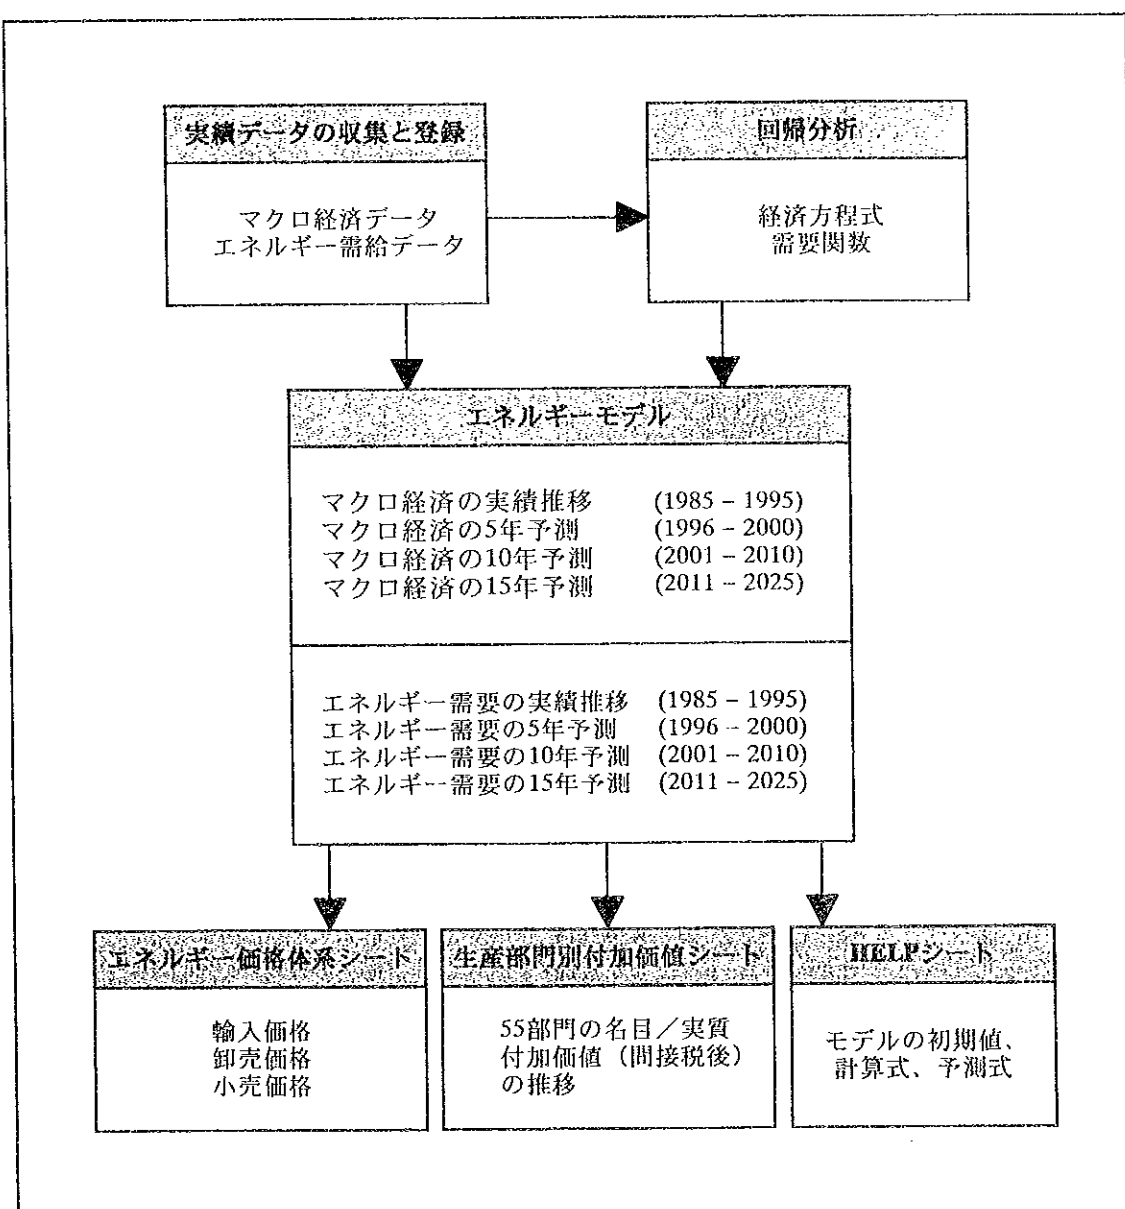 実績データの収集と登録
マクロ経済データ
エネルギー需給データ
回帰分析
経済方程式
需要関数
エネルギーモデル
マクロ経済の実績推移 (1985 – 1995)
マクロ経済の5年予測 (1996 – 2000)
マクロ経済の10年予測 (2001 – 2010)
マクロ経済の15年予測 (2011 – 2025)
エネルギー需要の実績推移 (1985 – 1995)
エネルギー需要の5年予測 (1996 – 2000)
エネルギー需要の10年予測 (2001 – 2010)
エネルギー需要の15年予測 (2011 – 2025)
エネルギー価格体系シート
輸入価格
卸売価格
小売価格
生産部門別付加価値シート
55部門の名目／実質
付加価値（間接税後）
の推移
HELPシート
モデルの初期値、
計算式、予測式